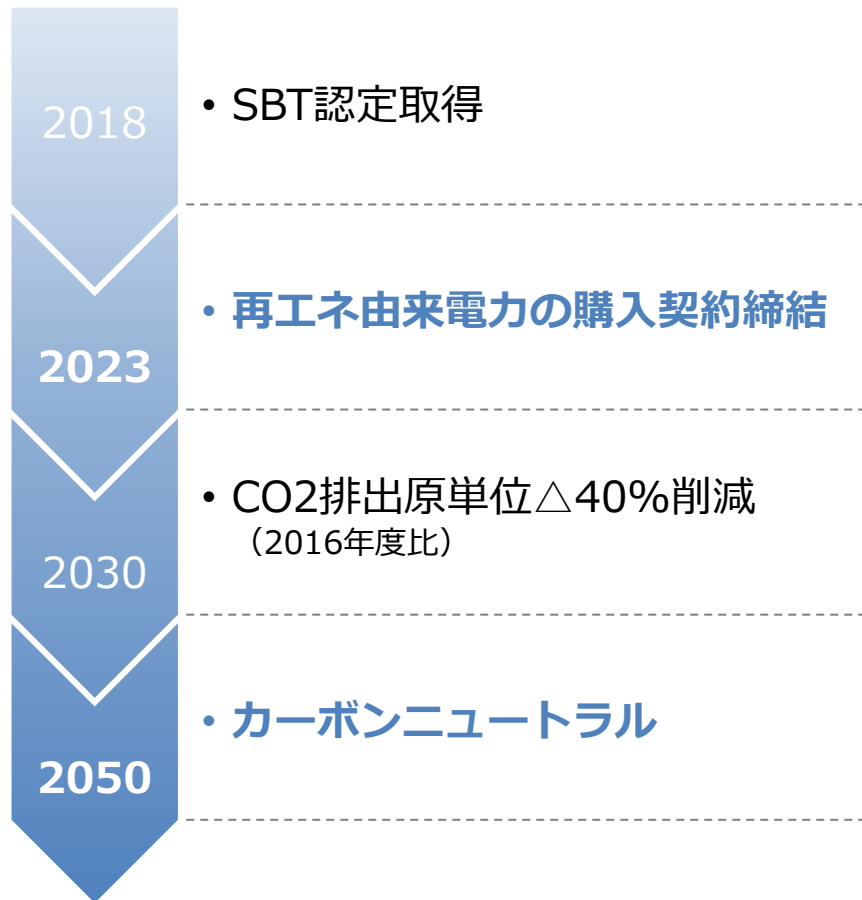 2018
• SBT認定取得
2023
• 再エネ由来電力の購入契約締結
2030
• CO2排出原単位△40%削減
（2016年度比）
2050
• カーボンニュートラル